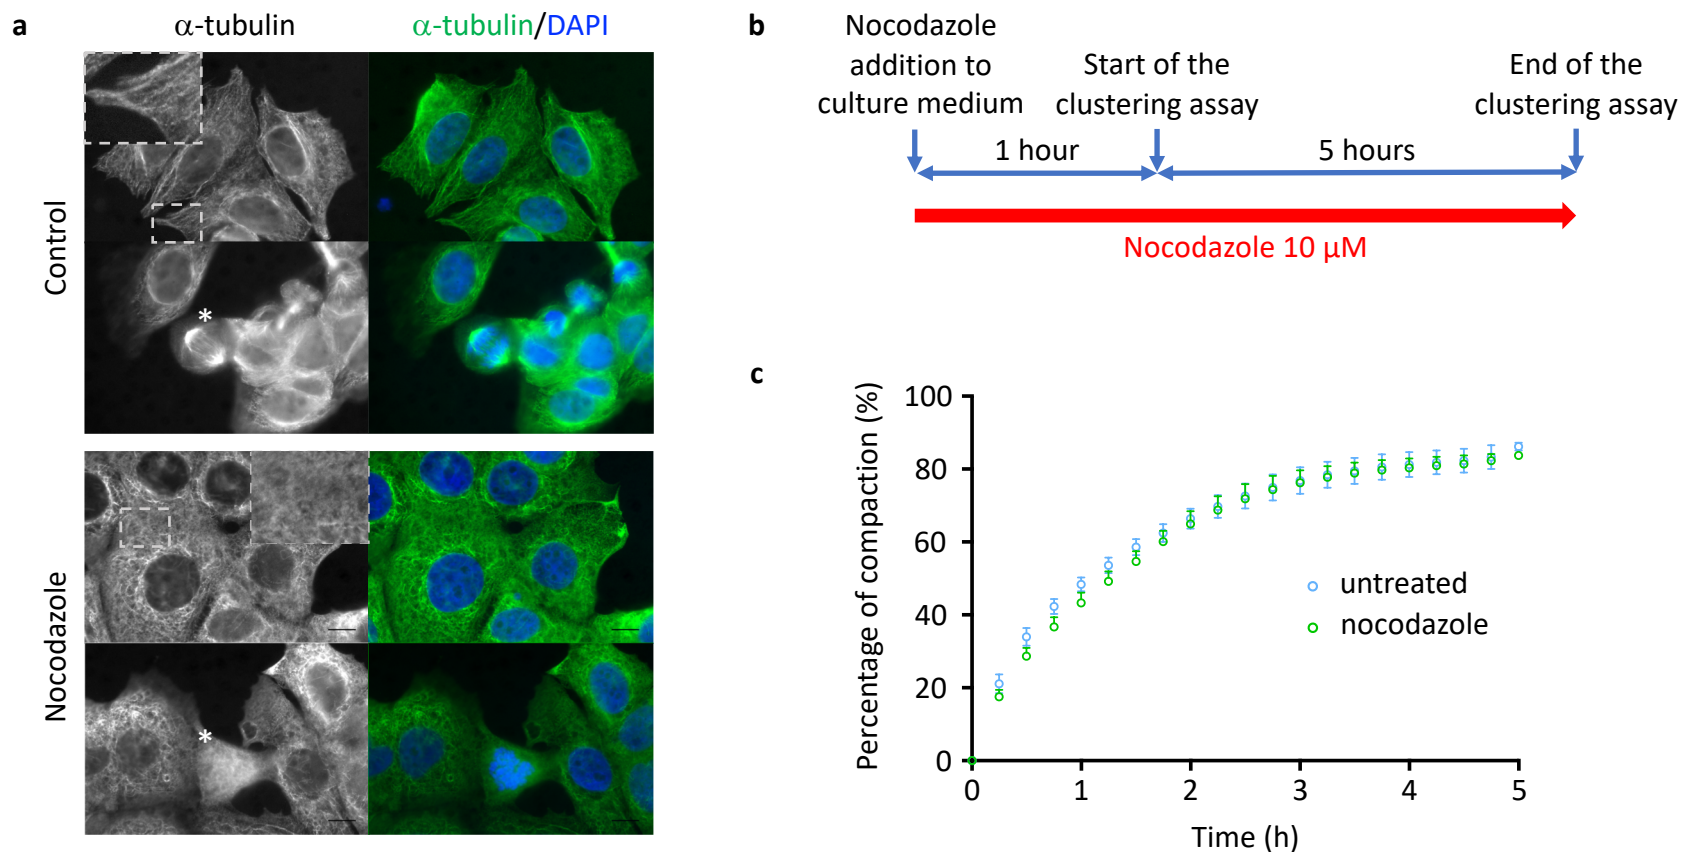 a
α-tubulin
α-tubulin/DAPI
Control
*
Nocodazole
*
b
Nocodazole
addition to
culture medium
Start of the
clustering assay
End of the
clustering assay
1 hour
5 hours
Nocodazole 10 μM
c
Percentage of compaction (%)
100
80
60
40
20
0
untreated
nocodazole
0 1 2 3 4 5
Time (h)